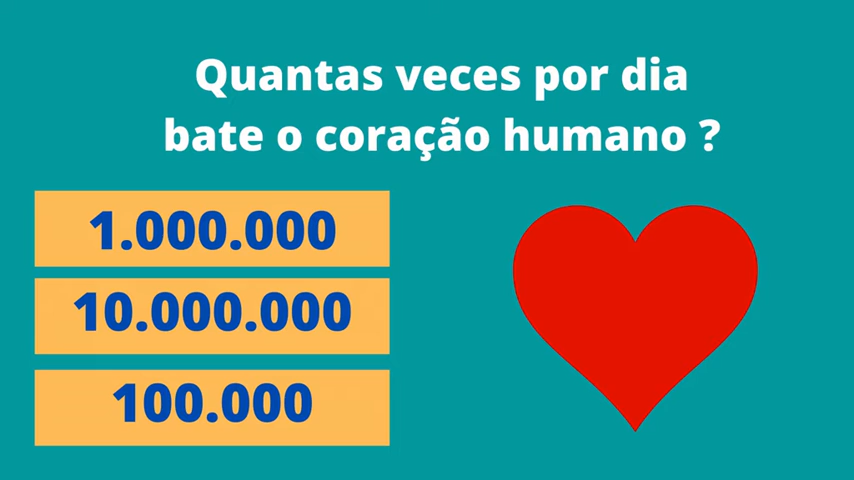 Quantas veces por dia
bate o coração humano ?
1.000.000
10.000.000
100.000